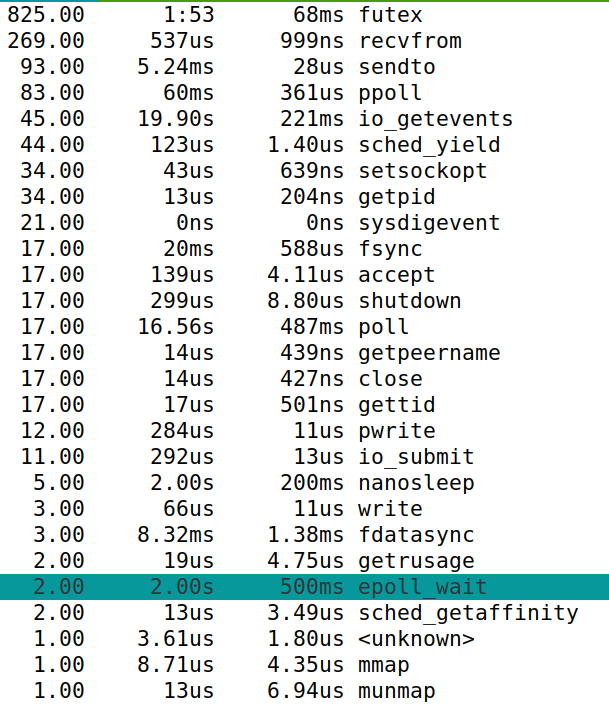 825.00 1:53 68ms futex
269.00 537us 999ns recvfrom
93.00 5.24ms 28us sendto
83.00 60ms 361us ppoll
45.00 19.90s 221ms io_getevents
44.00 123us 1.40us sched_yield
34.00 43us 639ns setsockopt
34.00 13us 204ns getpid
21.00 0ns 0ns sysdigevent
17.00 20ms 588us fsync
17.00 139us 4.11us accept
17.00 299us 8.80us shutdown
17.00 16.56s 487ms poll
17.00 14us 439ns getpeername
17.00 14us 427ns close
17.00 17us 501ns gettid
12.00 284us 11us pwrite
11.00 292us 13us io_submit
5.00 2.00s 200ms nanosleep
3.00 66us 11us write
3.00 8.32ms 1.38ms fdatasync
2.00 19us 4.75us getrusage
2.00 2.00s 500ms epoll_wait
2.00 13us 3.49us sched_getaffinity
1.00 3.61us 1.80us <unknown>
1.00 8.71us 4.35us mmap
1.00 13us 6.94us munmap